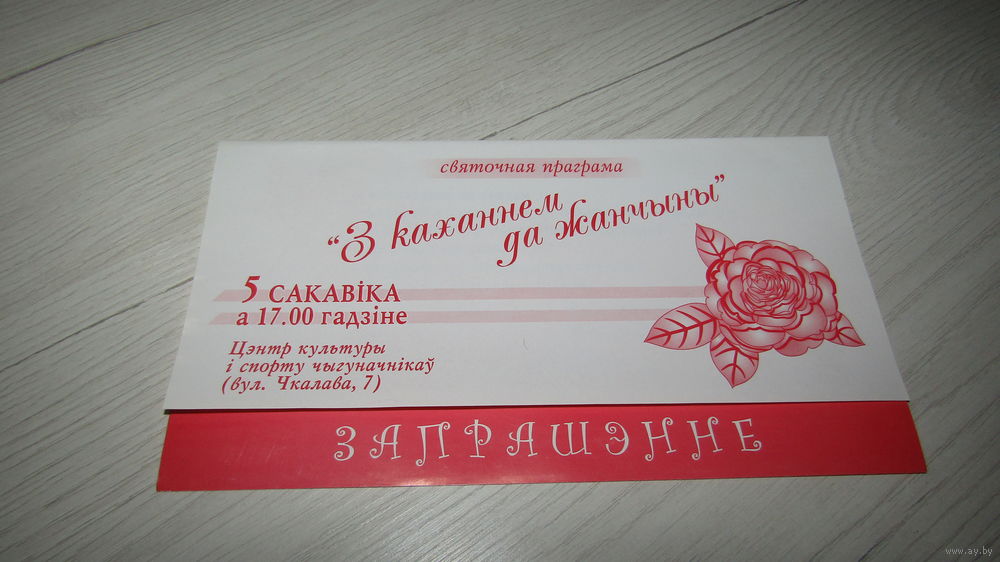 святочная праграма
“З каханнем
да жанчыны”
5 САКАВІКА
а 17.00 гадзіне
Цэнтр культуры
і спорту чыгуначнікаў
(вул. Чкалава, 7)
ЗАПРАШЭННЕ
www.ay.by